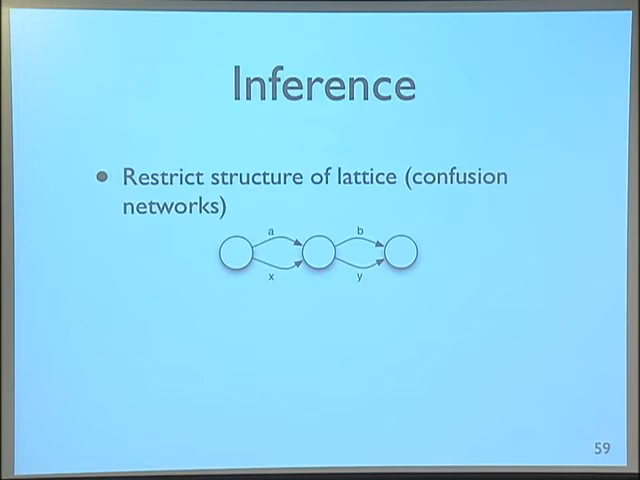 Inference
• Restrict structure of lattice (confusion
networks)
a b
x y
59